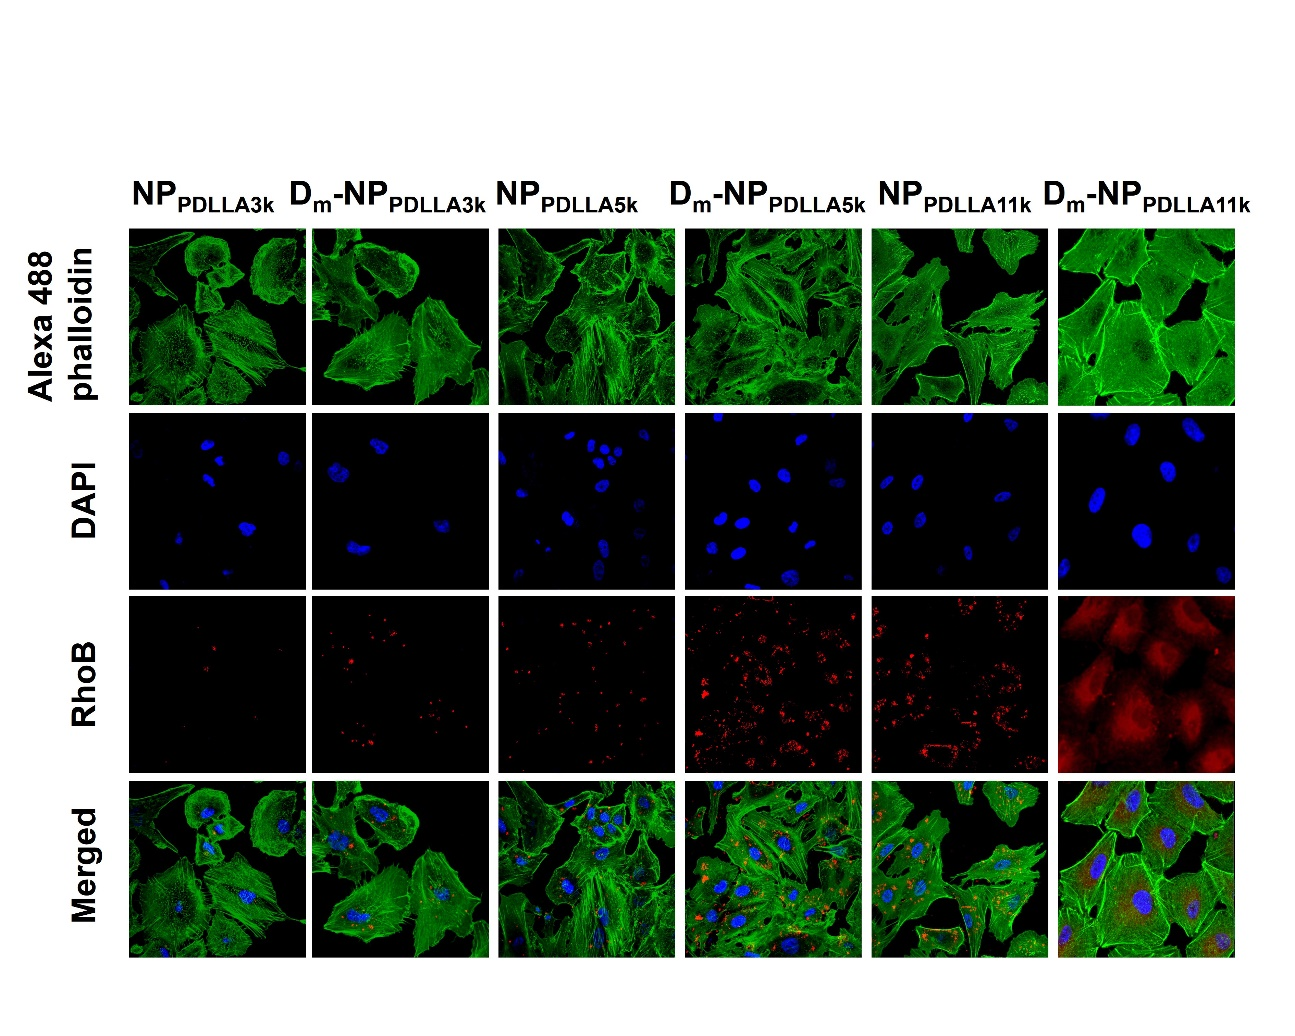 NPPDLLA3k Dm-NPPDLLA3k NPPDLLA5k Dm-NPPDLLA5k NPPDLLA11k Dm-NPPDLLA11k
Alexa 488
phalloidin
DAPI
RhoB
Merged